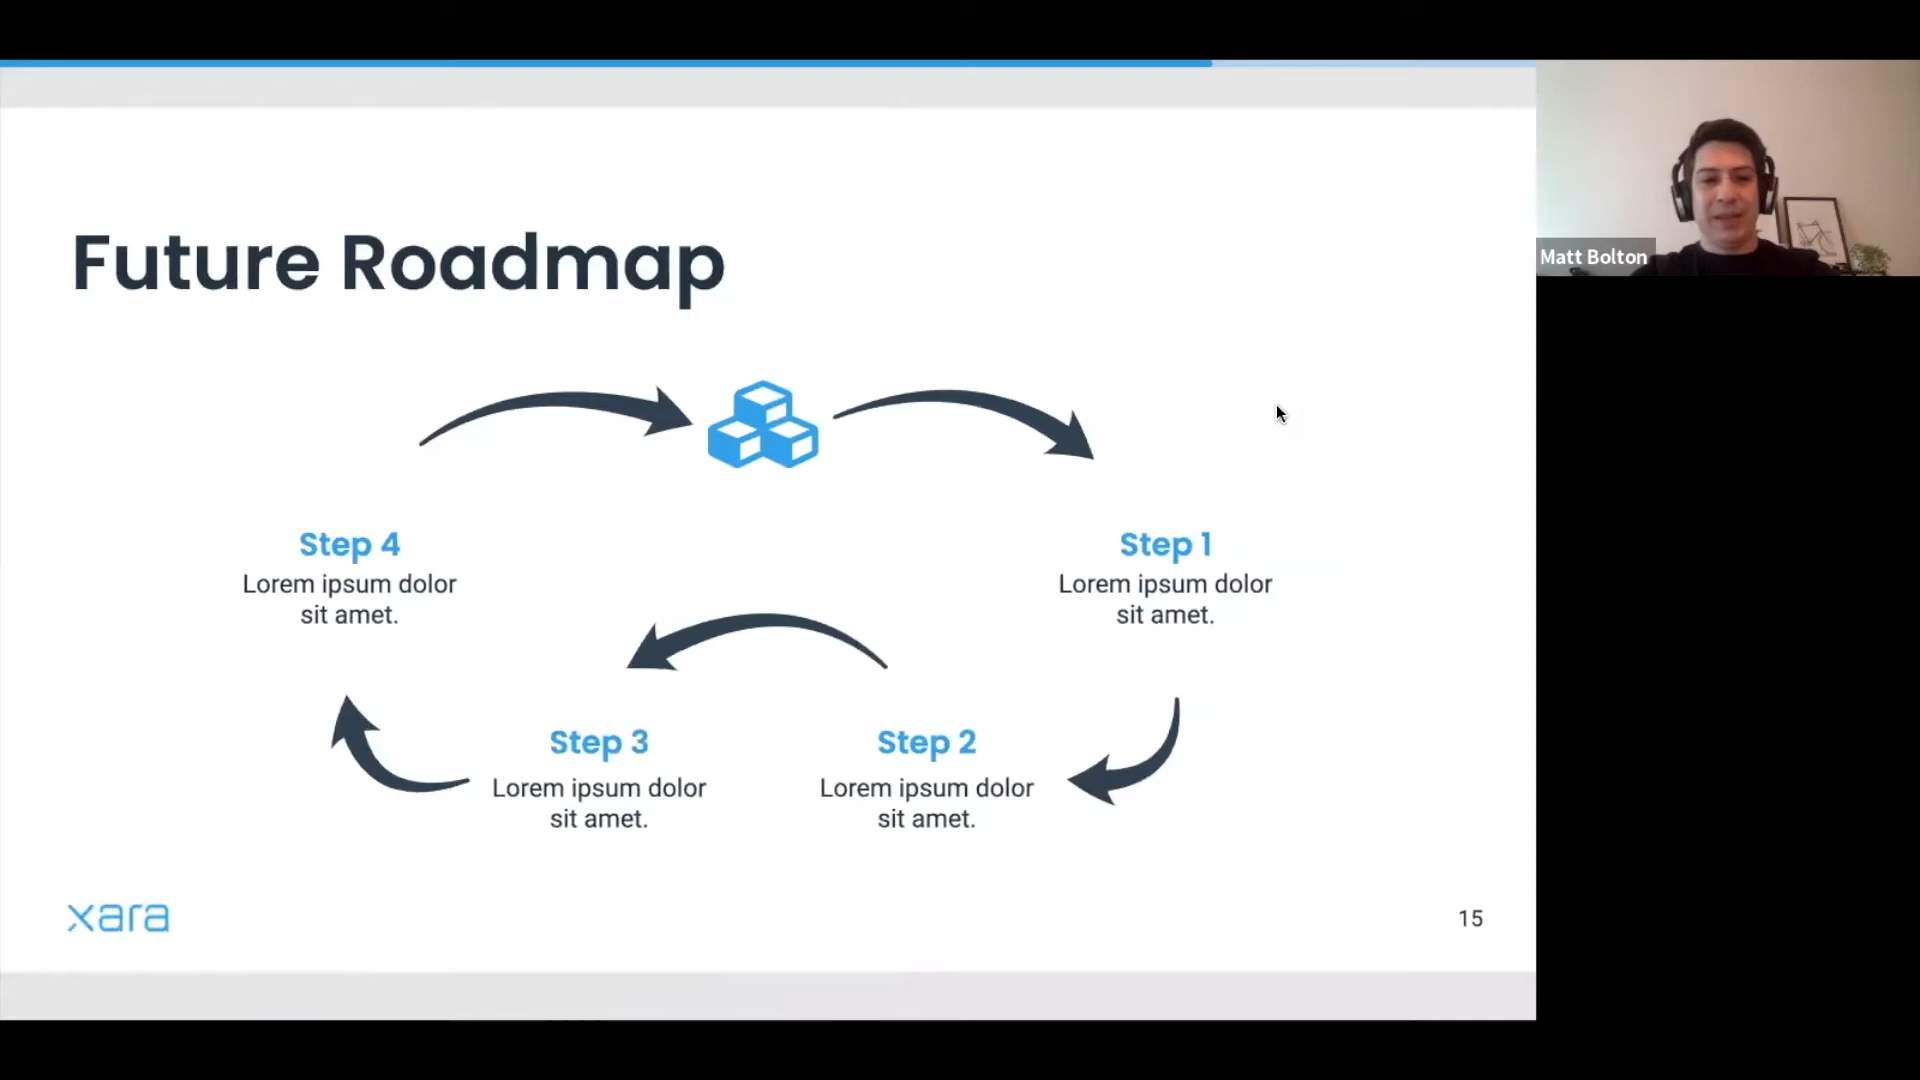 Future Roadmap
Matt Bolton
Step 4
Lorem ipsum dolor
sit amet.
Step 1
Lorem ipsum dolor
sit amet.
Step 3
Lorem ipsum dolor
sit amet.
Step 2
Lorem ipsum dolor
sit amet.
xara
15